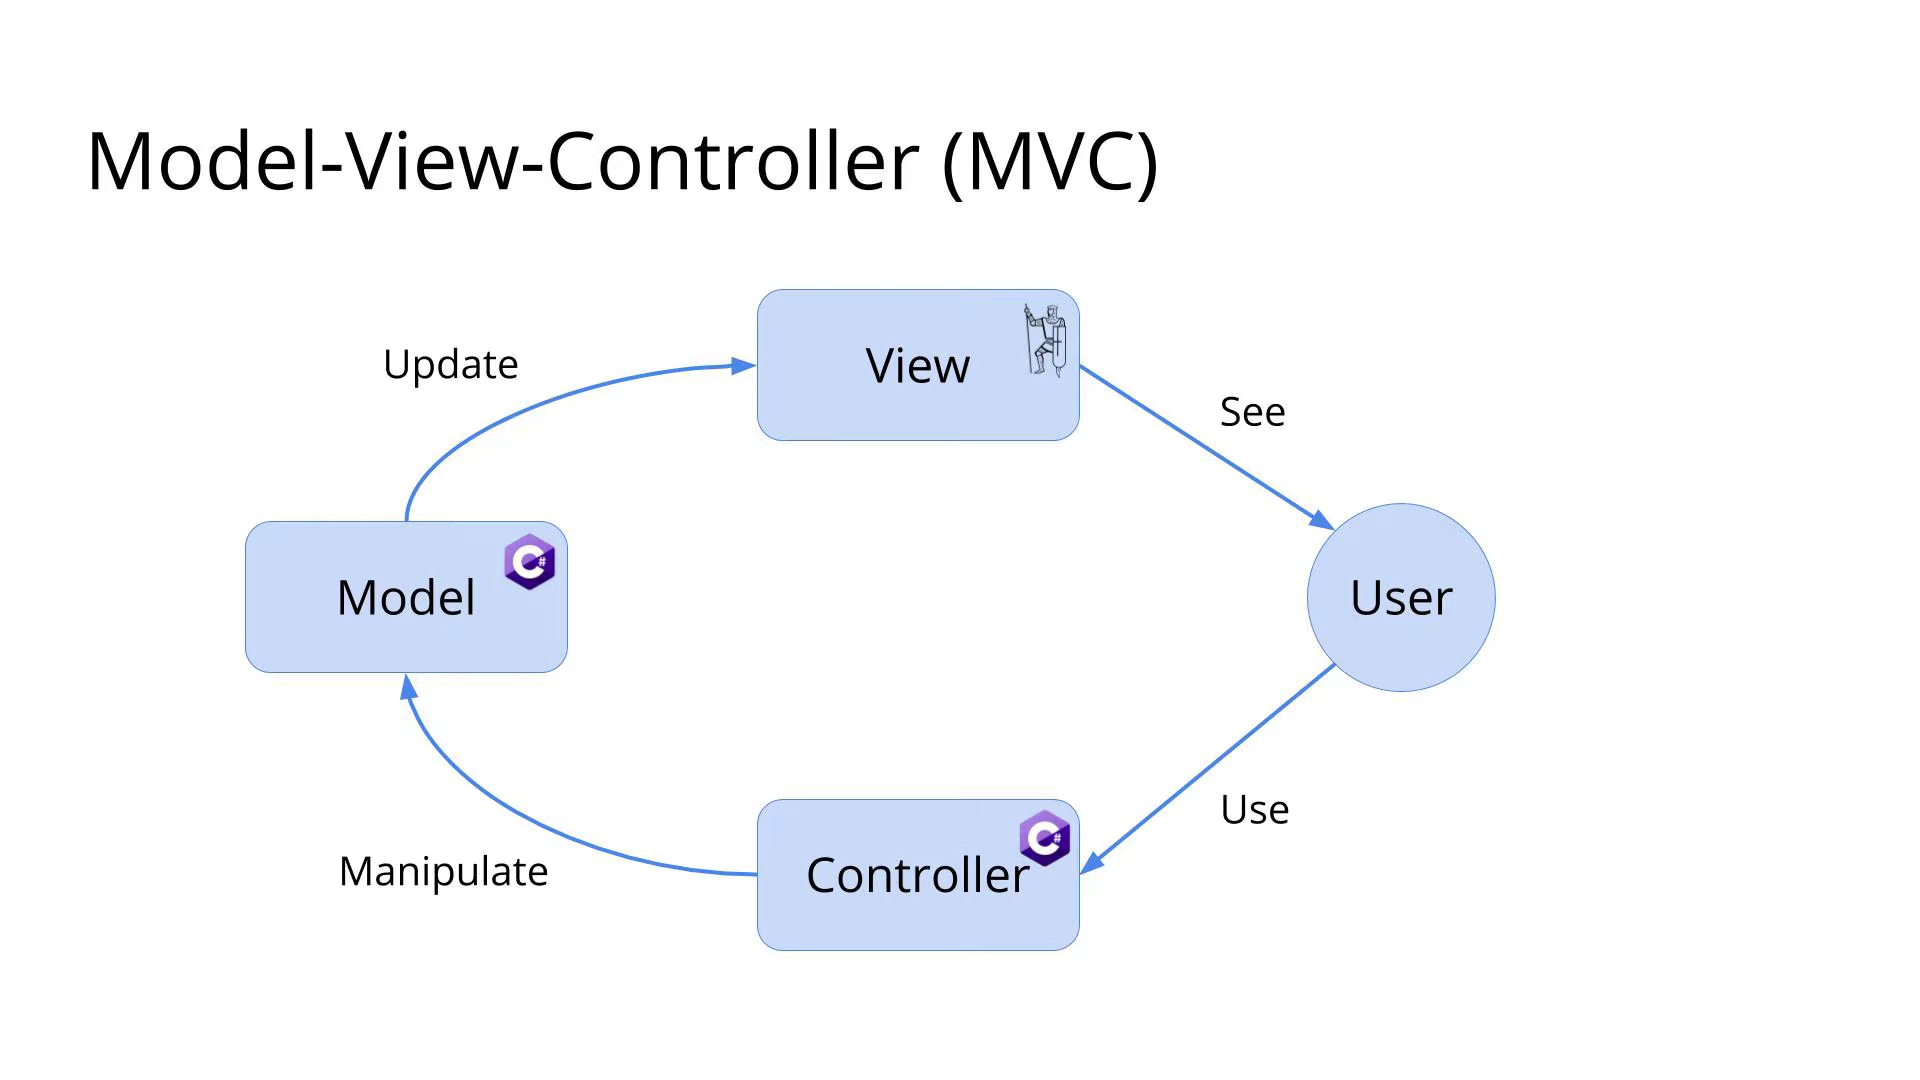 Model-View-Controller (MVC)
Update
View
See
Model
C#
User
Manipulate
Controller
C#
Use